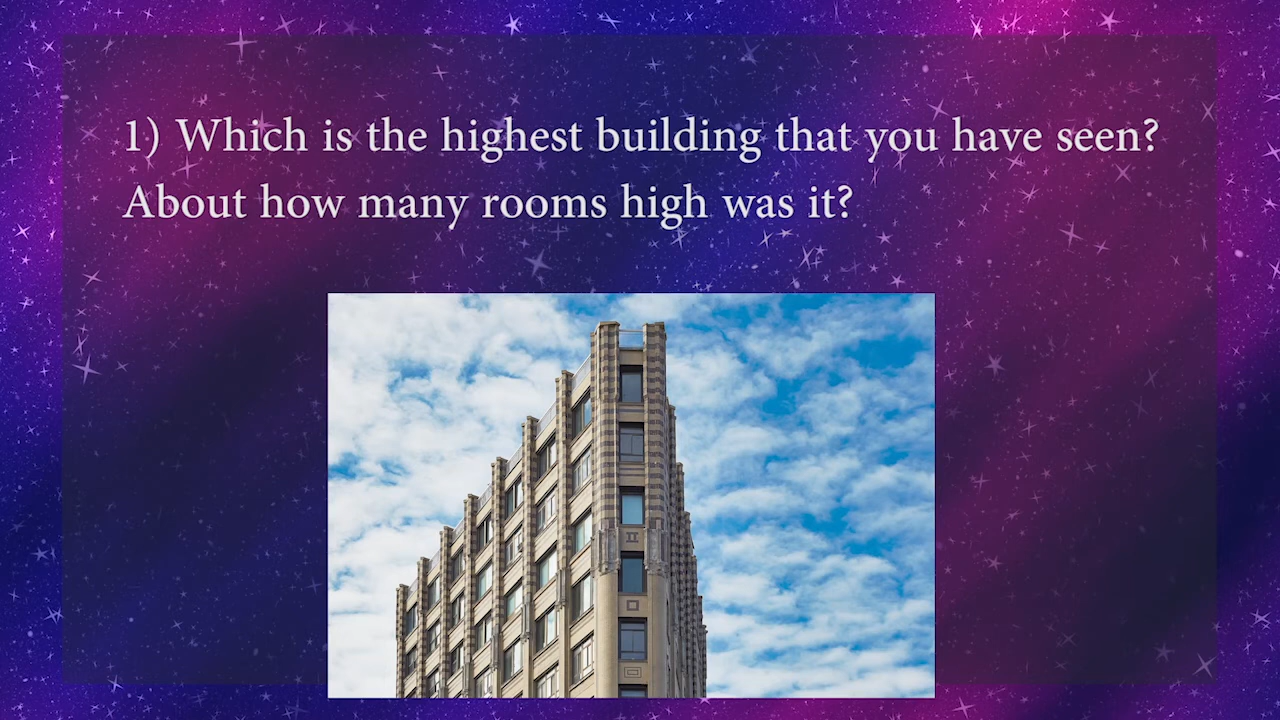 1) Which is the highest building that you have seen?
About how many rooms high was it?